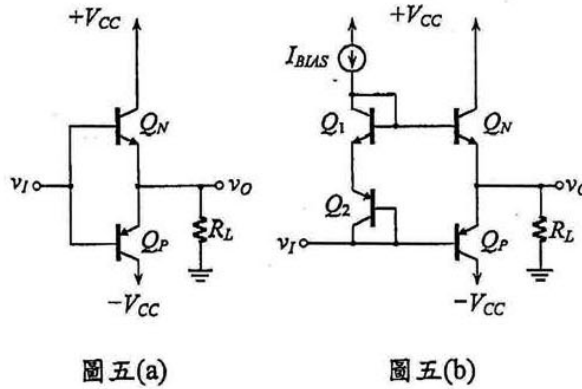 +V_CC
Q_N
v_I
v_O
Q_P
R_L
−V_CC
圖五(a)
+V_CC
I_BIAS
Q_1
Q_N
Q_2
v_I
v_O
Q_P
R_L
−V_CC
圖五(b)